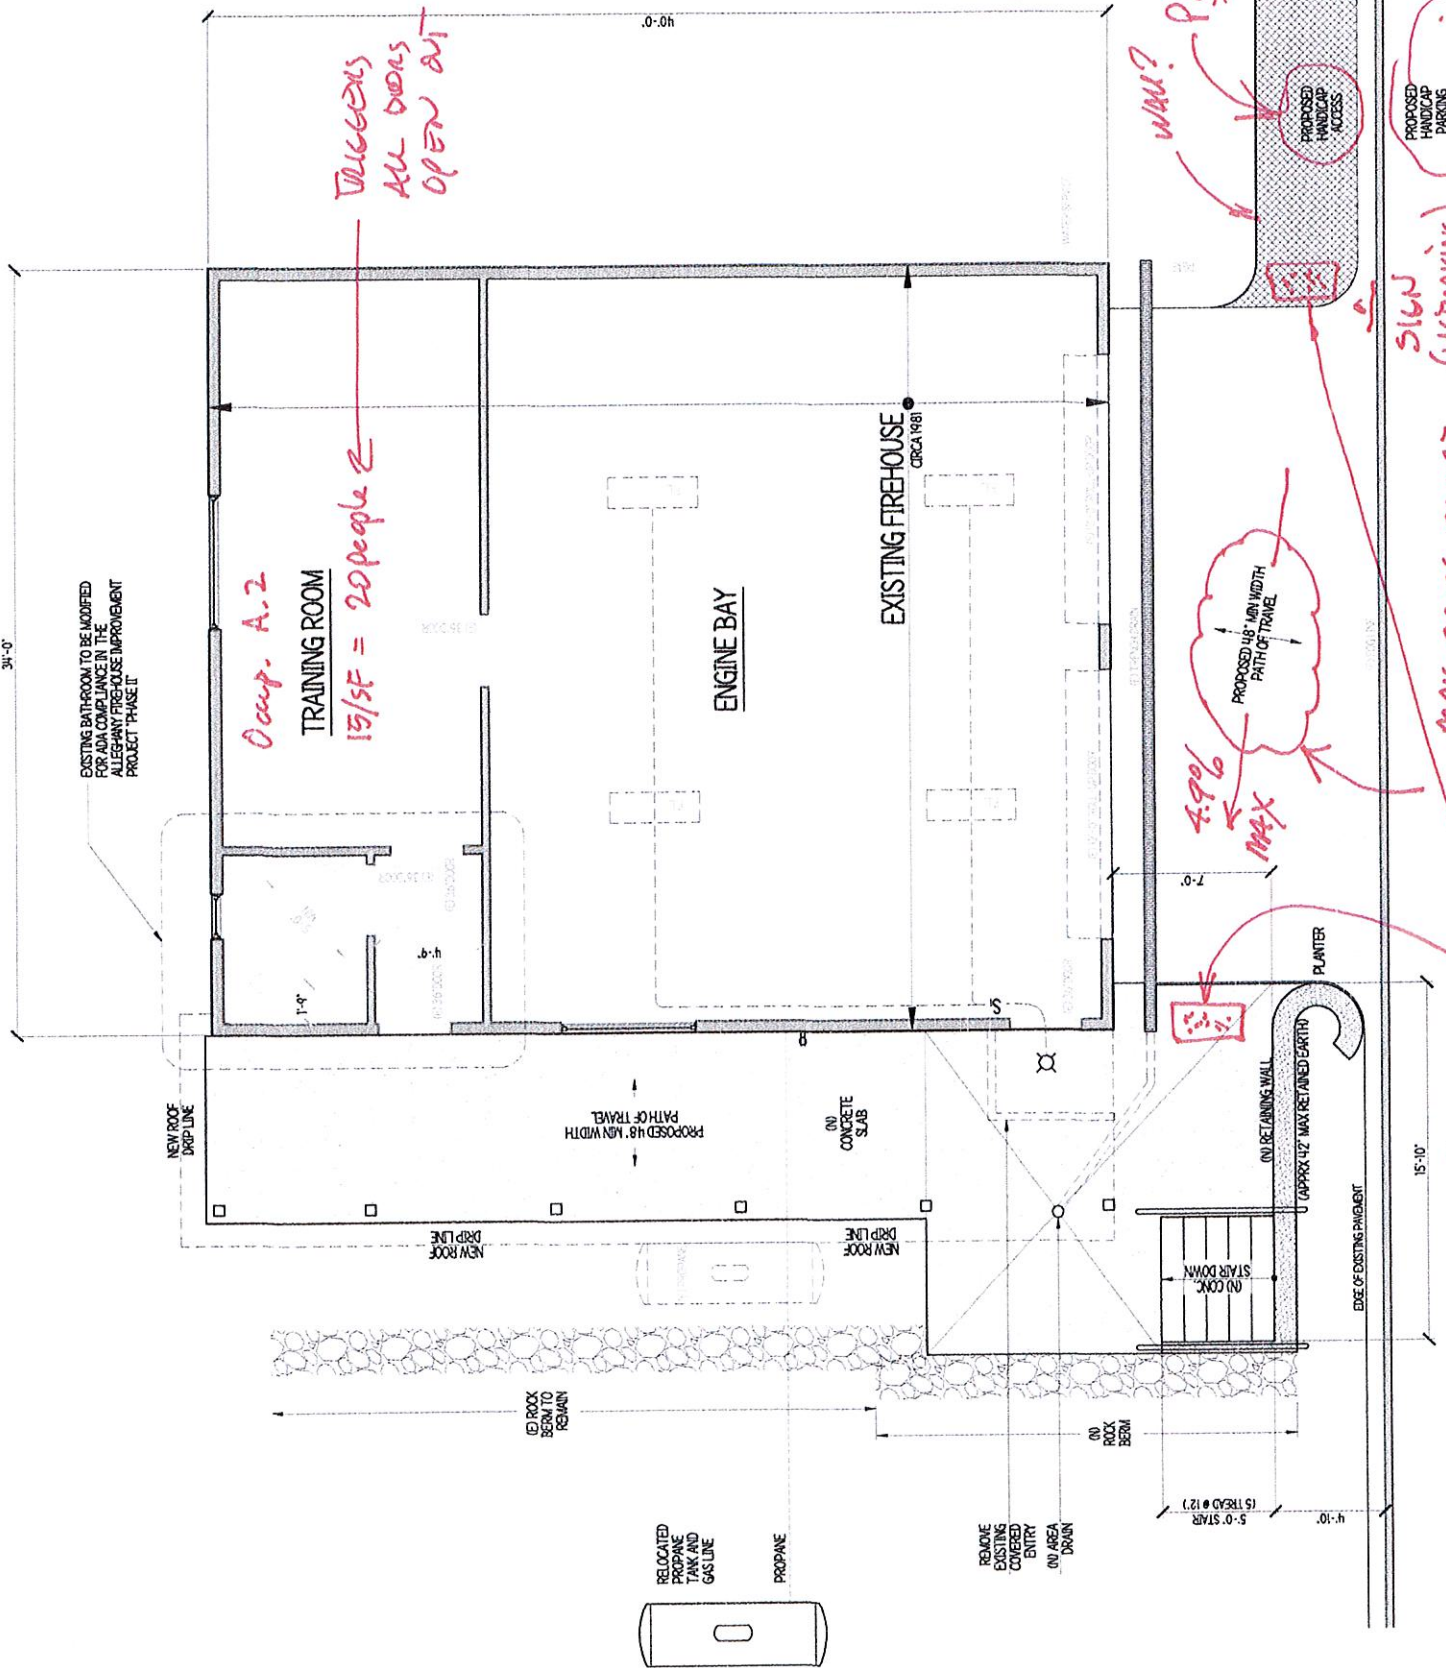 40'-0"
34'-0"
TRIGGERS
ALL DOORS
OPEN OUT
EXISTING BATHROOM TO BE MODIFIED
FOR ADA COMPLIANCE IN THE
ALLEGHANY FIREHOUSE IMPROVEMENT
PROJECT "PHASE II"
Occup. A.2
TRAINING ROOM
15/SF = 20 people
ENGINE BAY
EXISTING FIREHOUSE
CIRCA 1981
4'-9"
NEW ROOF
DRIP LINE
PROPOSED 48" MIN WIDTH
PATH OF TRAVEL
(N)
CONCRETE
SLAB
NEW ROOF
DRIP LINE
NEW ROOF
DRIP LINE
(E) ROCK
BERM TO
REMAIN
(N)
ROCK
BERM
RELOCATED
PROPANE
TANK AND
GAS LINE
PROPANE
REMOVE
EXISTING
COVERED
ENTRY
(N) AREA
DRAIN
(N) CONC.
STAIR DOWN
5'-0" STAIR
(5 TREAD @ 12")
4'-10"
15'-10"
(N) RETAINING WALL
(APPRX 42" MAX RETAINED EARTH)
EDGE OF EXISTING PAVEMENT
PLANTER
7'-0"
4.9%
MAX
PROPOSED 48" MIN WIDTH
PATH OF TRAVEL
WALL?
PROPOSED
HANDICAP
ACCESS
PROPOSED
HANDICAP
PARKING
SIGN